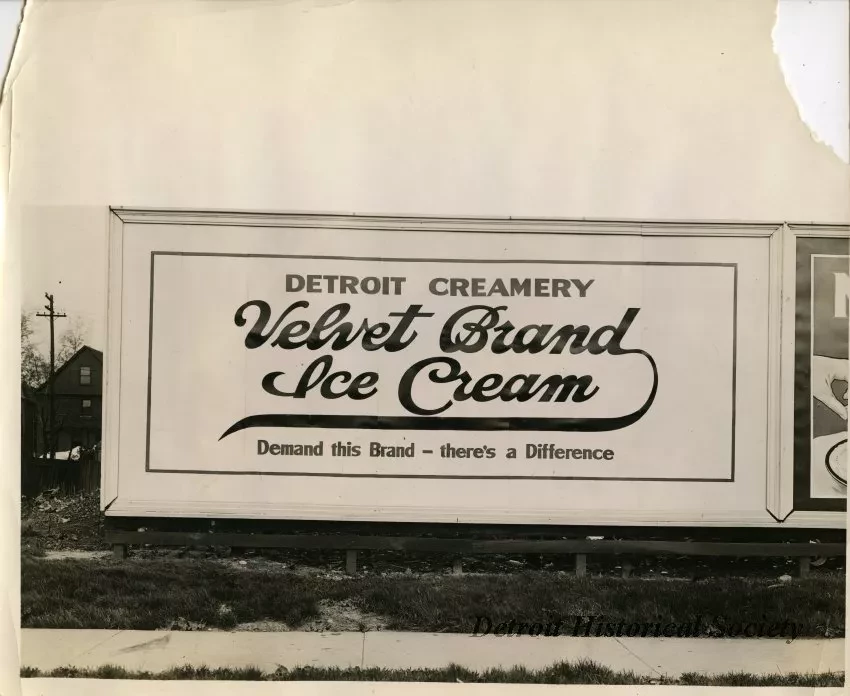 DETROIT CREAMERY
Velvet Brand
Ice Cream
Demand this Brand – there's a Difference
Detroit Historical Society